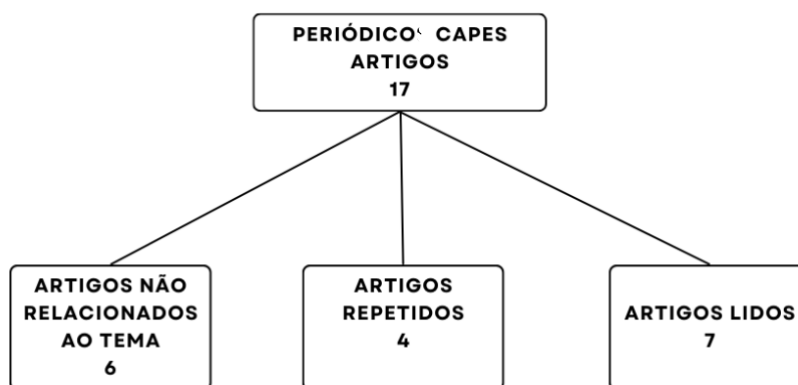 PERIÓDICO CAPES
ARTIGOS
17
ARTIGOS NÃO
RELACIONADOS
AO TEMA
6
ARTIGOS
REPETIDOS
4
ARTIGOS LIDOS
7